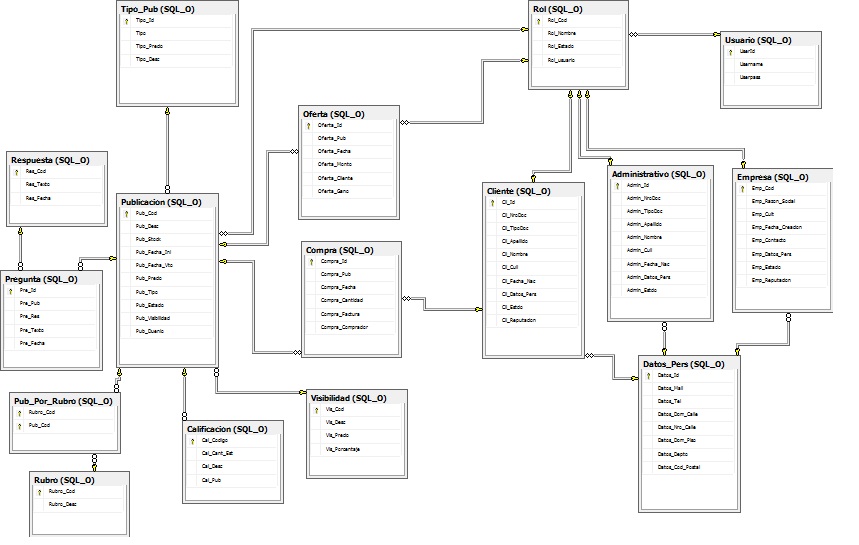 Tipo_Pub (SQL_O)
Tipo_Id
Tipo
Tipo_Precio
Tipo_Desc
Rol (SQL_O)
Rol_Cod
Rol_Nombre
Rol_Estado
Rol_usuario
Usuario (SQL_O)
UserId
Username
Userpass
Oferta (SQL_O)
Oferta_Id
Oferta_Pub
Oferta_Fecha
Oferta_Monto
Oferta_Cliente
Oferta_Gano
Respuesta (SQL_O)
Res_Cod
Res_Texto
Res_Fecha
Publicacion (SQL_O)
Pub_Cod
Pub_Desc
Pub_Stock
Pub_Fecha_Ini
Pub_Fecha_Vto
Pub_Precio
Pub_Tipo
Pub_Estado
Pub_Visibilidad
Pub_Duenio
Cliente (SQL_O)
Cli_Id
Cli_NroDoc
Cli_TipoDoc
Cli_Apellido
Cli_Nombre
Cli_Cuil
Cli_Fecha_Nac
Cli_Datos_Pers
Cli_Estdo
Cli_Reputacion
Administrativo (SQL_O)
Admin_Id
Admin_NroDoc
Admin_TipoDoc
Admin_Apellido
Admin_Nombre
Admin_Cuil
Admin_Fecha_Nac
Admin_Datos_Pers
Admin_Estdo
Empresa (SQL_O)
Emp_Cod
Emp_Razon_Social
Emp_Cuit
Emp_Fecha_Creacion
Emp_Contacto
Emp_Datos_Pers
Emp_Estado
Emp_Reputacion
Compra (SQL_O)
Compra_Id
Compra_Pub
Compra_Fecha
Compra_Cantidad
Compra_Factura
Compra_Comprador
Pregunta (SQL_O)
Pre_Id
Pre_Pub
Pre_Res
Pre_Texto
Pre_Fecha
Datos_Pers (SQL_O)
Datos_Id
Datos_Mail
Datos_Tel
Datos_Dom_Calle
Datos_Nro_Calle
Datos_Dom_Piso
Datos_Depto
Datos_Cod_Postal
Pub_Por_Rubro (SQL_O)
Rubro_Cod
Pub_Cod
Visibilidad (SQL_O)
Vis_Cod
Vis_Desc
Vis_Precio
Vis_Porcentaje
Calificacion (SQL_O)
Cal_Codigo
Cal_Cant_Est
Cal_Desc
Cal_Pub
Rubro (SQL_O)
Rubro_Cod
Rubro_Desc